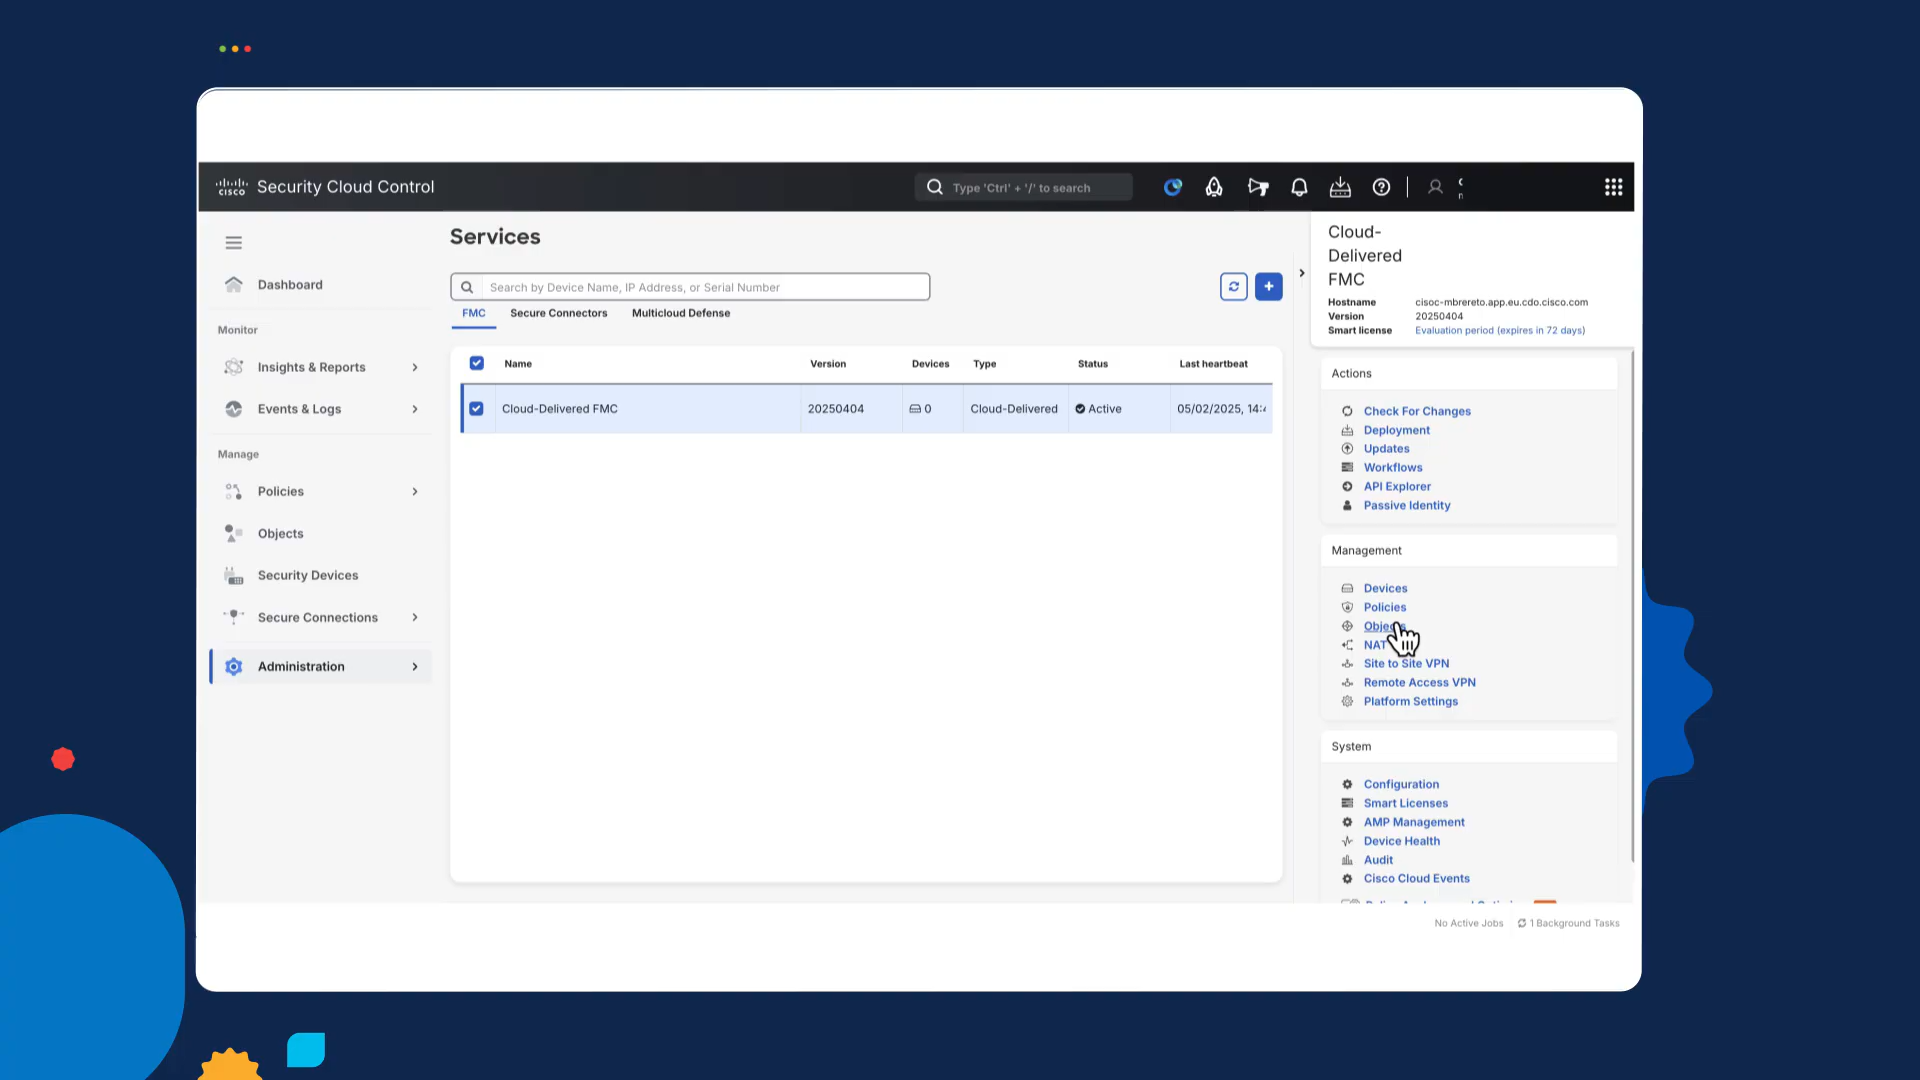 CISCO
Security Cloud Control
Type 'Ctrl' + '/' to search
Dashboard
Monitor
Insights & Reports
Events & Logs
Manage
Policies
Objects
Security Devices
Secure Connections
Administration
Services
Search by Device Name, IP Address, or Serial Number
FMC Secure Connectors Multicloud Defense
Name Version Devices Type Status Last heartbeat
Cloud-Delivered FMC 20250404 0 Cloud-Delivered Active 05/02/2025, 14:
Cloud-
Delivered
FMC
Hostname cisoc-mbrereto.app.eu.cdo.cisco.com
Version 20250404
Smart license Evaluation period (expires in 72 days)
Actions
Check For Changes
Deployment
Updates
Workflows
API Explorer
Passive Identity
Management
Devices
Policies
Objects
NAT
Site to Site VPN
Remote Access VPN
Platform Settings
System
Configuration
Smart Licenses
AMP Management
Device Health
Audit
Cisco Cloud Events
No Active Jobs 1 Background Tasks